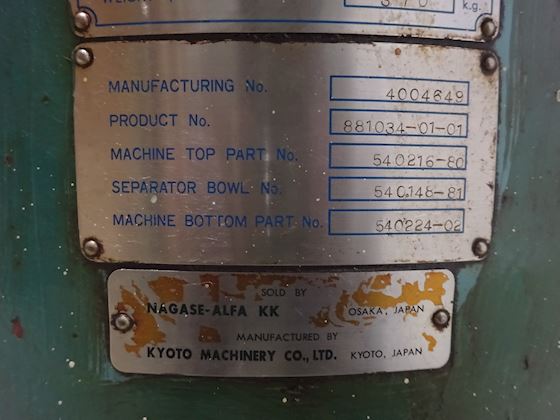 WEIGHT
370 k.g.
MANUFACTURING No. 4004649
PRODUCT No. 881034-01-01
MACHINE TOP PART No. 540216-80
SEPARATOR BOWL No. 540148-81
MACHINE BOTTOM PART No. 540224-02
SOLD BY
NAGASE-ALFA KK OSAKA, JAPAN
MANUFACTURED BY
KYOTO MACHINERY CO., LTD. KYOTO, JAPAN